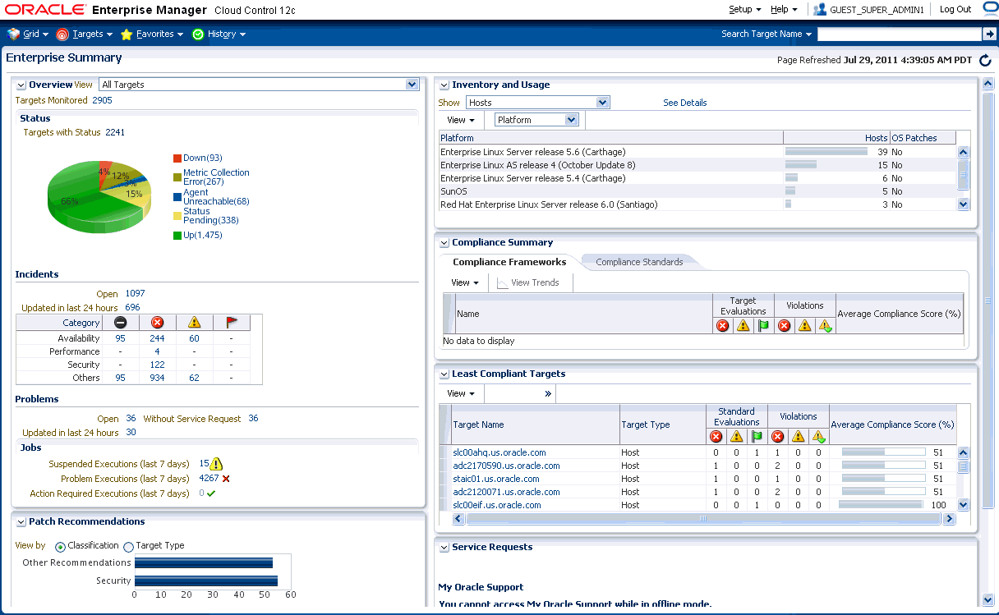 ORACLE Enterprise Manager Cloud Control 12c
Setup Help GUEST_SUPER_ADMIN1 Log Out
Grid Targets Favorites History Search Target Name
Enterprise Summary
Page Refreshed Jul 29, 2011 4:39:05 AM PDT
Overview View All Targets
Targets Monitored 2905
Status
Targets with Status 2241
4%
12%
3%
15%
66%
Down(93)
Metric Collection
Error(267)
Agent
Unreachable(68)
Status
Pending(338)
Up(1,475)
Incidents
Open 1097
Updated in last 24 hours 696
Category
Availability 95 244 60 -
Performance - 4 - -
Security - 122 - -
Others 95 934 62 -
Problems
Open 36 Without Service Request 36
Updated in last 24 hours 30
Jobs
Suspended Executions (last 7 days) 15
Problem Executions (last 7 days) 4267
Action Required Executions (last 7 days) 0
Patch Recommendations
View by Classification Target Type
Other Recommendations
Security
0 10 20 30 40 50 60
Inventory and Usage
Show Hosts See Details
View Platform
Platform Hosts OS Patches
Enterprise Linux Server release 5.6 (Carthage) 39 No
Enterprise Linux AS release 4 (October Update 8) 15 No
Enterprise Linux Server release 5.4 (Carthage) 6 No
SunOS 5 No
Red Hat Enterprise Linux Server release 6.0 (Santiago) 3 No
Compliance Summary
Compliance Frameworks Compliance Standards
View View Trends
Name Target Evaluations Violations Average Compliance Score (%)
No data to display
Least Compliant Targets
View »
Target Name Target Type Standard Evaluations Violations Average Compliance Score (%)
slc00ahq.us.oracle.com Host 0 0 1 1 0 0 51
adc2170590.us.oracle.com Host 1 0 0 2 0 0 51
staic01.us.oracle.com Host 0 0 1 1 0 0 51
adc2120071.us.oracle.com Host 1 0 0 2 0 0 51
slc00eif.us.oracle.com Host 0 0 1 0 0 0 100
Service Requests
My Oracle Support
You cannot access My Oracle Support while in offline mode.